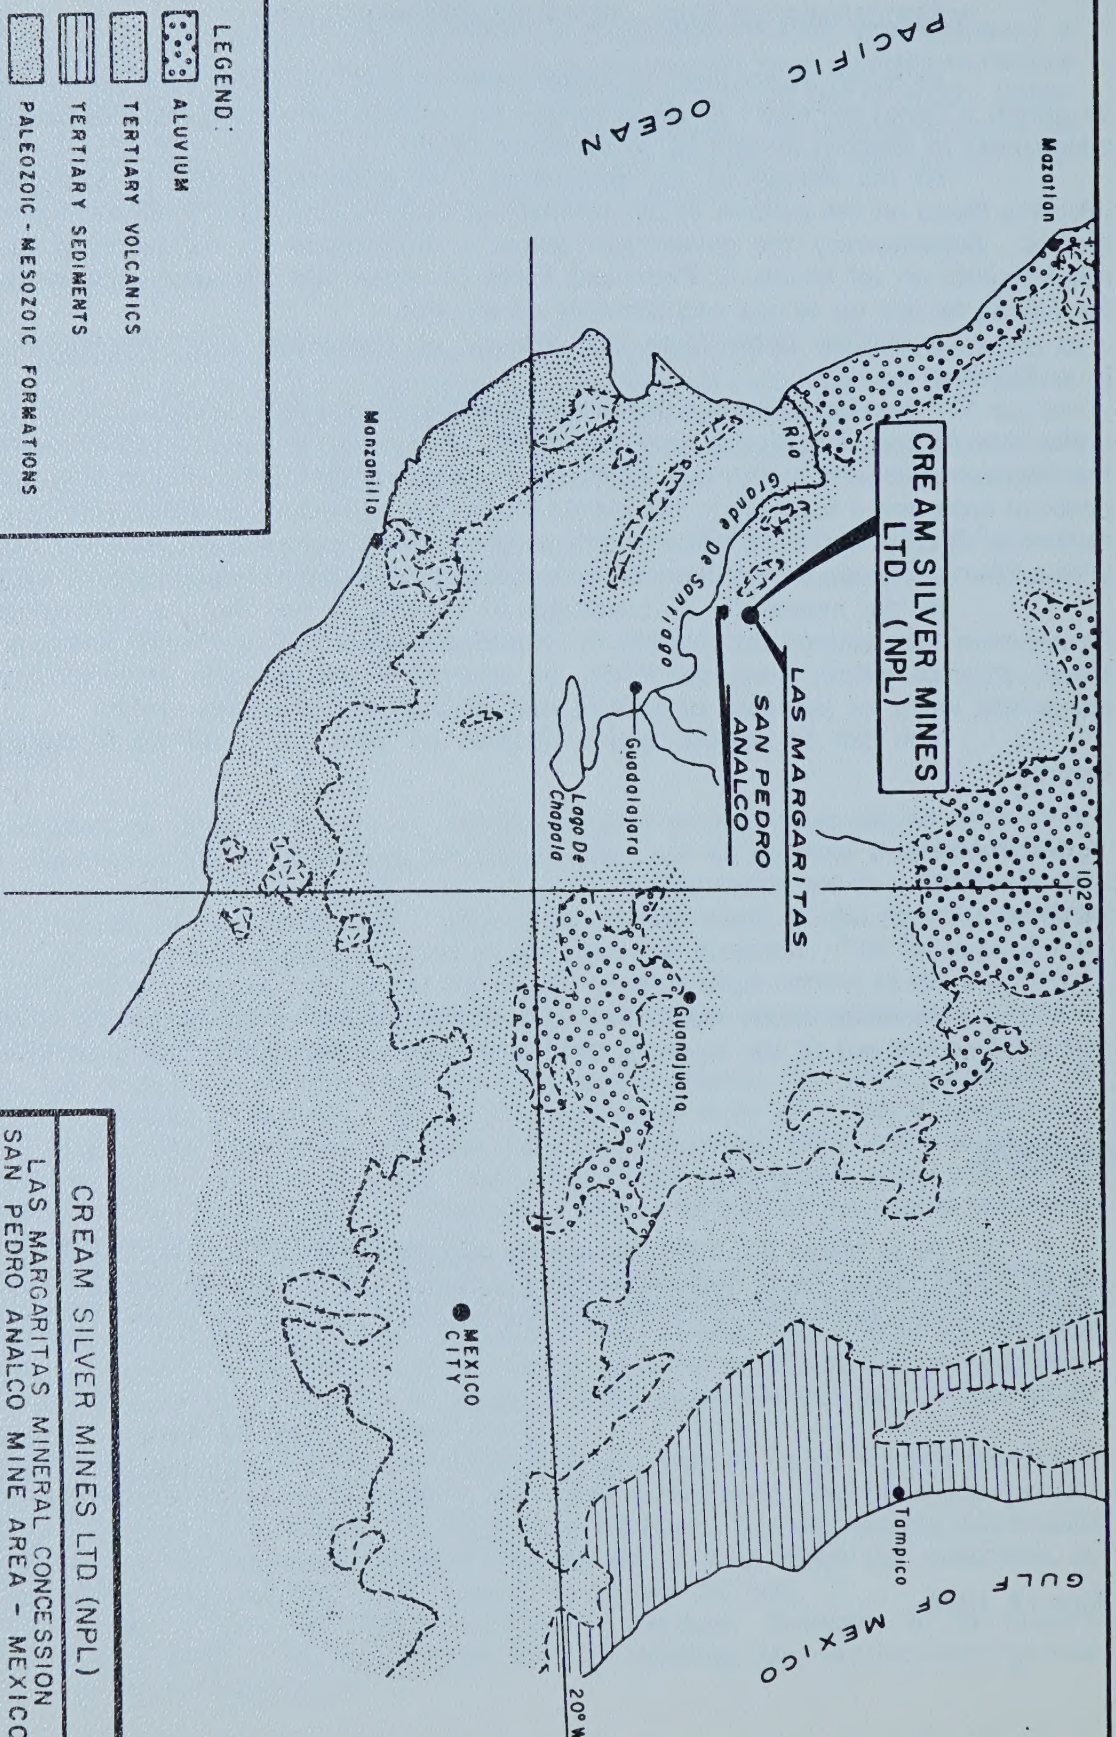 PACIFIC
OCEAN
Mazatlan
102°
CREAM SILVER MINES
LTD. (NPL)
LAS MARGARITAS
SAN PEDRO
ANALCO
Rio Grande De Santiago
Guadalajara
Lago De
Chapala
Guanajuata
Manzanillo
MEXICO
CITY
Tampico
GULF OF MEXICO
20° W
LEGEND:
ALUVIUM
TERTIARY VOLCANICS
TERTIARY SEDIMENTS
PALEOZOIC - MESOZOIC FORMATIONS
CREAM SILVER MINES LTD (NPL)
LAS MARGARITAS MINERAL CONCESSION
SAN PEDRO ANALCO MINE AREA - MEXICO